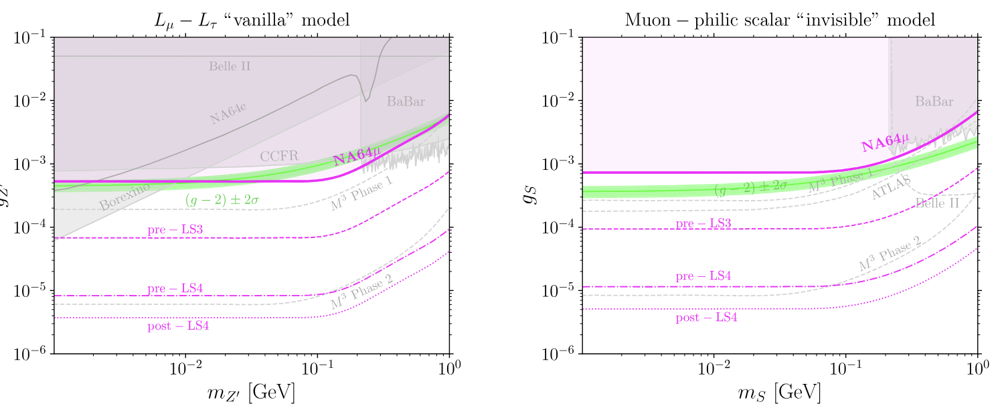 L_μ − L_τ “vanilla” model
10^−1
10^−2
10^−3
10^−4
10^−5
10^−6
g_Z′
Belle II
NA64e
BaBar
CCFR
NA64μ
Borexino
(g − 2) ± 2σ
M^3 Phase 1
pre − LS3
pre − LS4
M^3 Phase 2
post − LS4
10^−2
10^−1
10^0
m_Z′ [GeV]
Muon − philic scalar “invisible” model
10^−1
10^−2
10^−3
10^−4
10^−5
10^−6
g_S
BaBar
NA64μ
M^3 Phase 1
(g − 2) ± 2σ
ATLAS
Belle II
pre − LS3
M^3 Phase 2
pre − LS4
post − LS4
10^−2
10^−1
10^0
m_S [GeV]